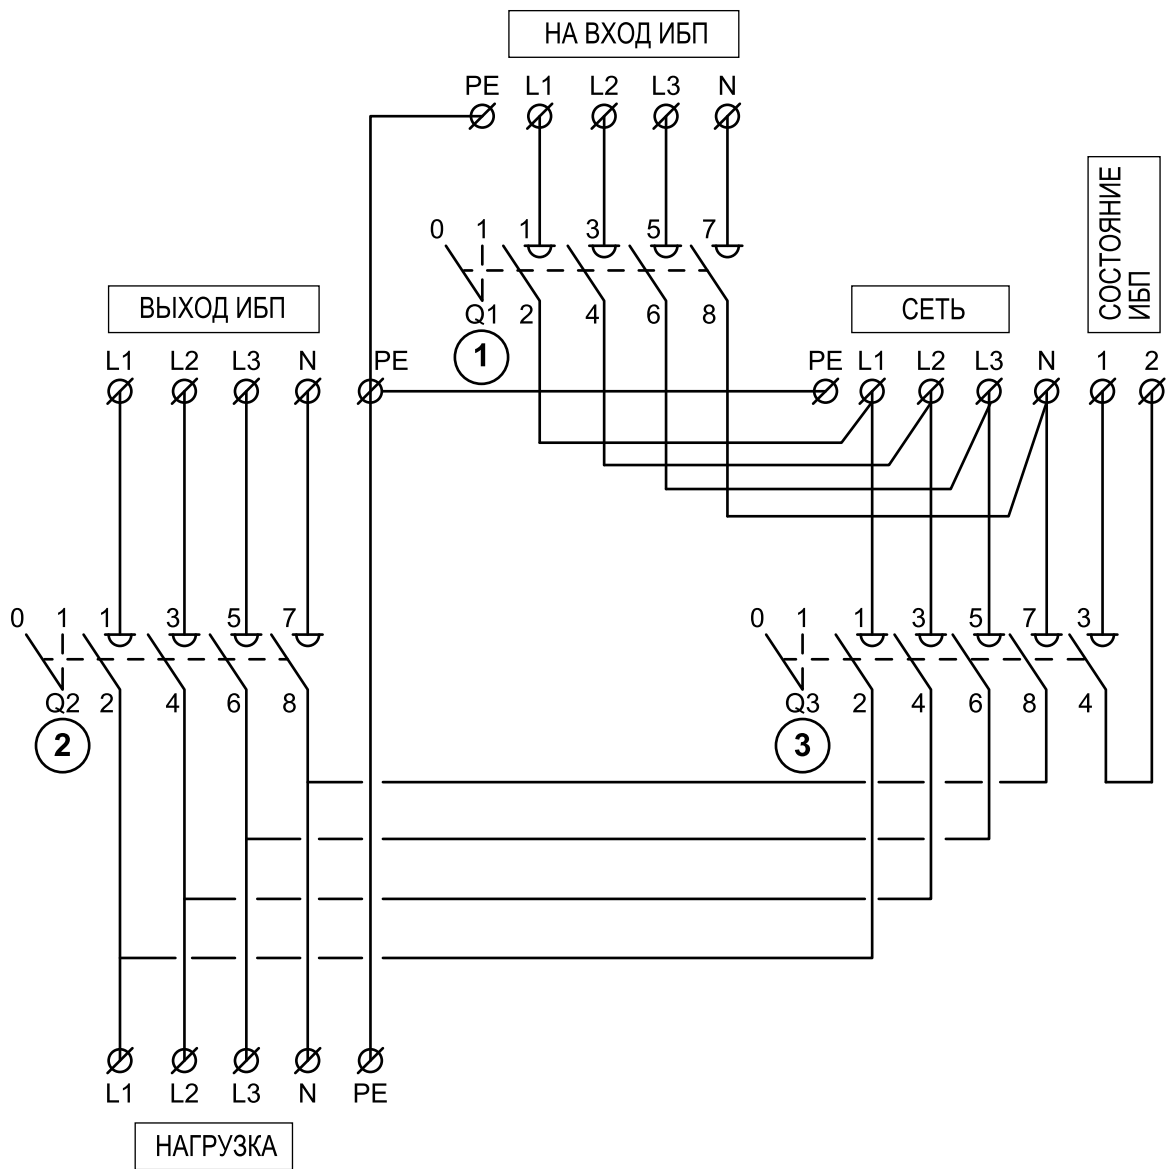 НА ВХОД ИБП
PE L1 L2 L3 N
СОСТОЯНИЕ
ИБП
0 1 1 3 5 7
Q1 2 4 6 8
1
ВЫХОД ИБП
СЕТЬ
L1 L2 L3 N PE
PE L1 L2 L3 N 1 2
0 1 1 3 5 7
Q2 2 4 6 8
2
0 1 1 3 5 7 3
Q3 2 4 6 8 4
3
L1 L2 L3 N PE
НАГРУЗКА